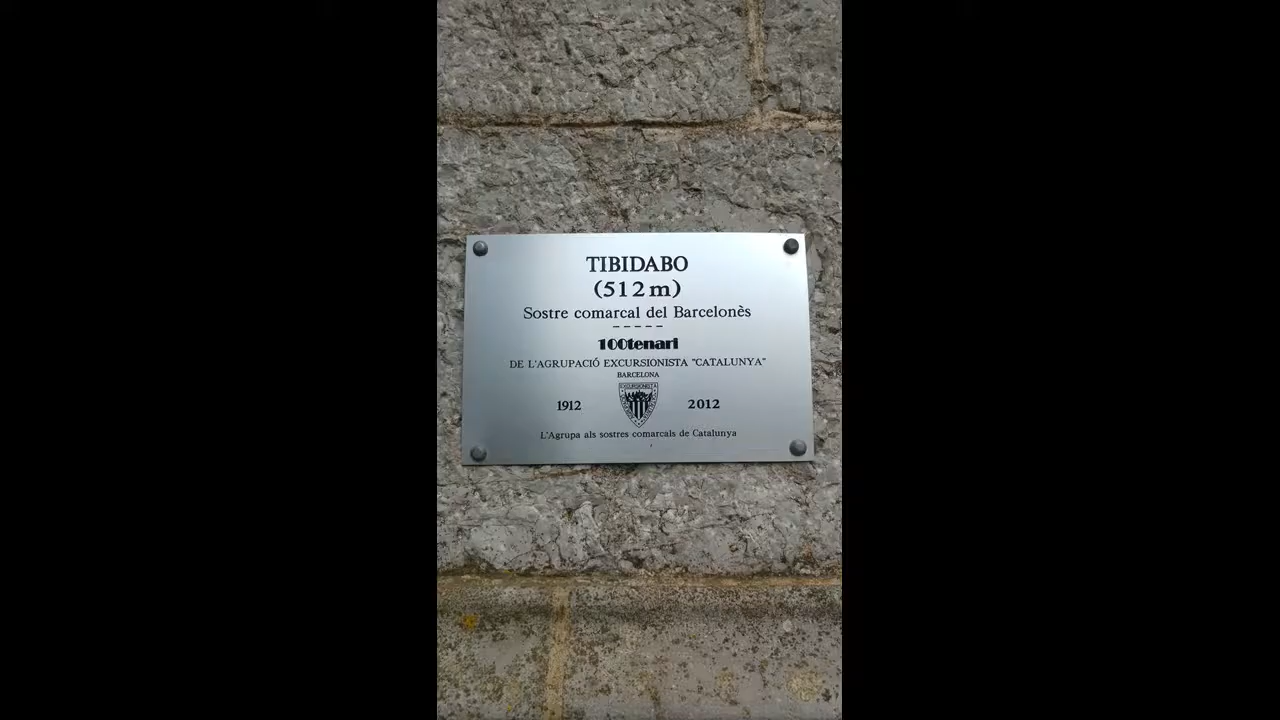 TIBIDABO
(512 m)
Sostre comarcal del Barcelonès
-----
100tenari
DE L'AGRUPACIÓ EXCURSIONISTA "CATALUNYA"
BARCELONA
EXCURSIONISTA
1912 2012
L'Agrupa als sostres comarcals de Catalunya